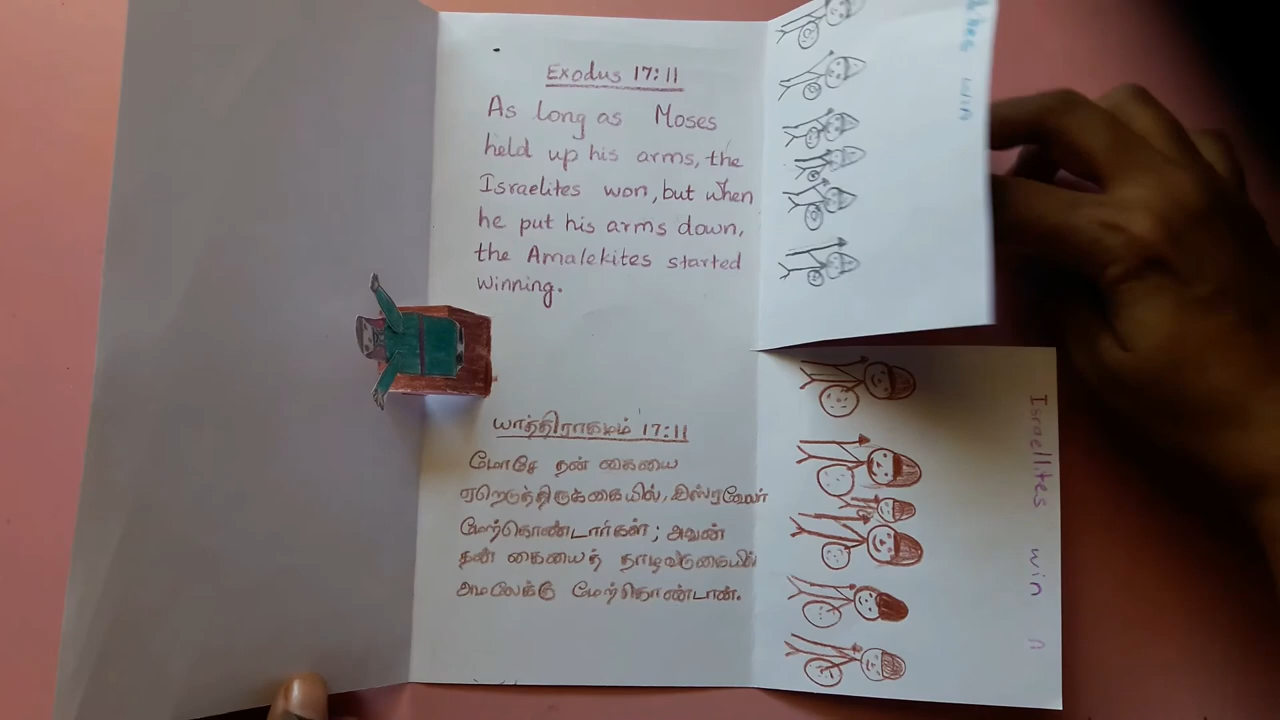 Exodus 17:11
As long as Moses
held up his arms, the
Israelites won, but when
he put his arms down,
the Amalekites started
winning.
யாத்திராகமம் 17:11
மோசே தன் கையை
ஏறெடுத்திருக்கையில், இஸ்ரவேலர்
மேற்கொண்டார்கள்; அவன்
தன் கையைத் தாழவிடுகையில்
அமலேக்கு மேற்கொண்டான்.
win
Israellites win